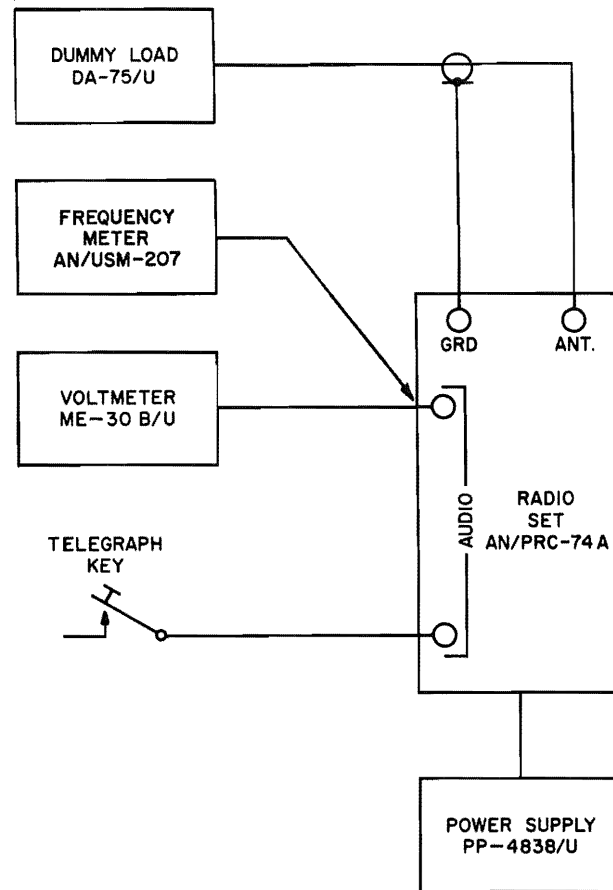 DUMMY LOAD
DA-75/U
FREQUENCY
METER
AN/USM-207
GRD
ANT.
VOLTMETER
ME-30 B/U
AUDIO
RADIO
SET
AN/PRC-74A
TELEGRAPH
KEY
POWER SUPPLY
PP-4838/U